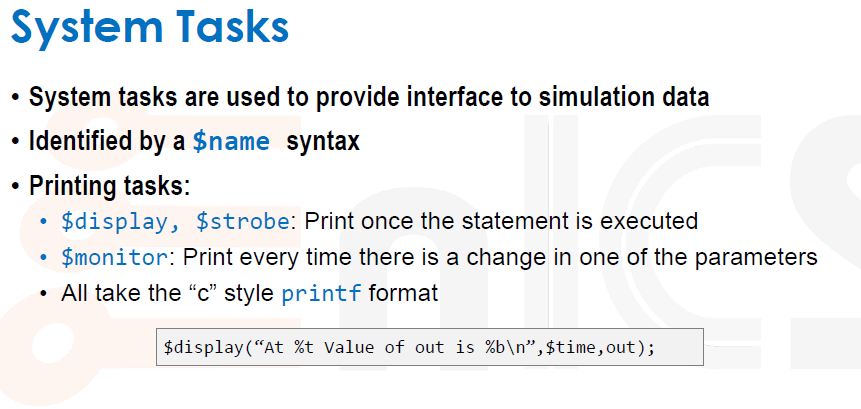 System Tasks
• System tasks are used to provide interface to simulation data
• Identified by a $name syntax
• Printing tasks:
• $display, $strobe: Print once the statement is executed
• $monitor: Print every time there is a change in one of the parameters
• All take the “c” style printf format
$display(“At %t Value of out is %b\n”,$time,out);
EnICS